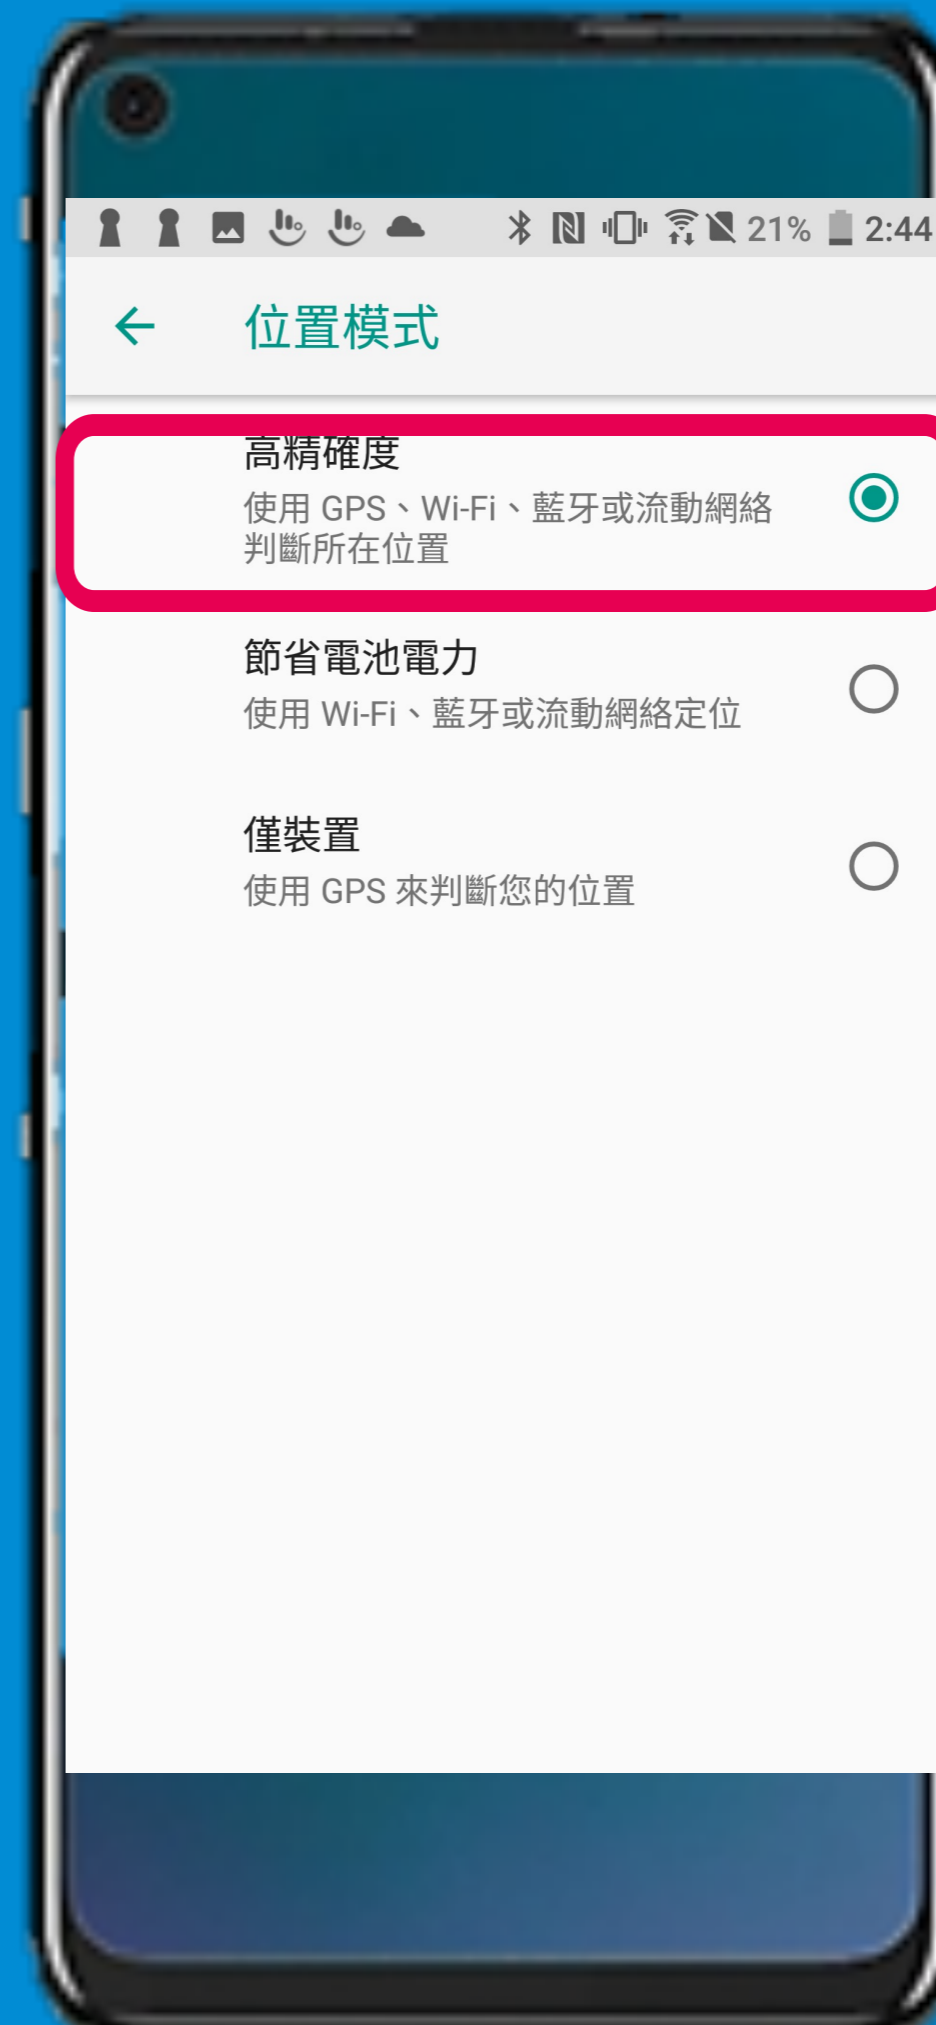 21% 2:44
位置模式
高精確度
使用 GPS、Wi-Fi、藍牙或流動網絡
判斷所在位置
節省電池電力
使用 Wi-Fi、藍牙或流動網絡定位
僅裝置
使用 GPS 來判斷您的位置